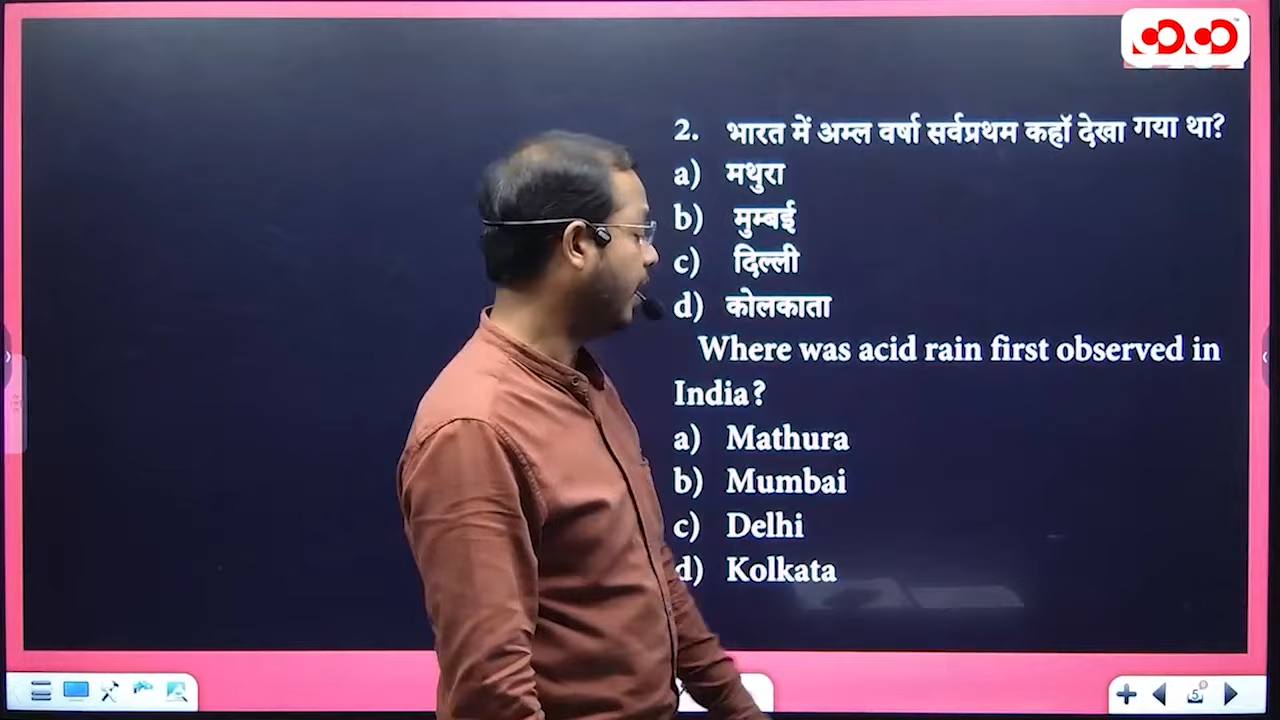 2. भारत में अम्ल वर्षा सर्वप्रथम कहॉ देखा गया था?
a) मथुरा
b) मुम्बई
c) दिल्ली
d) कोलकाता
Where was acid rain first observed in
India?
a) Mathura
b) Mumbai
c) Delhi
d) Kolkata
5